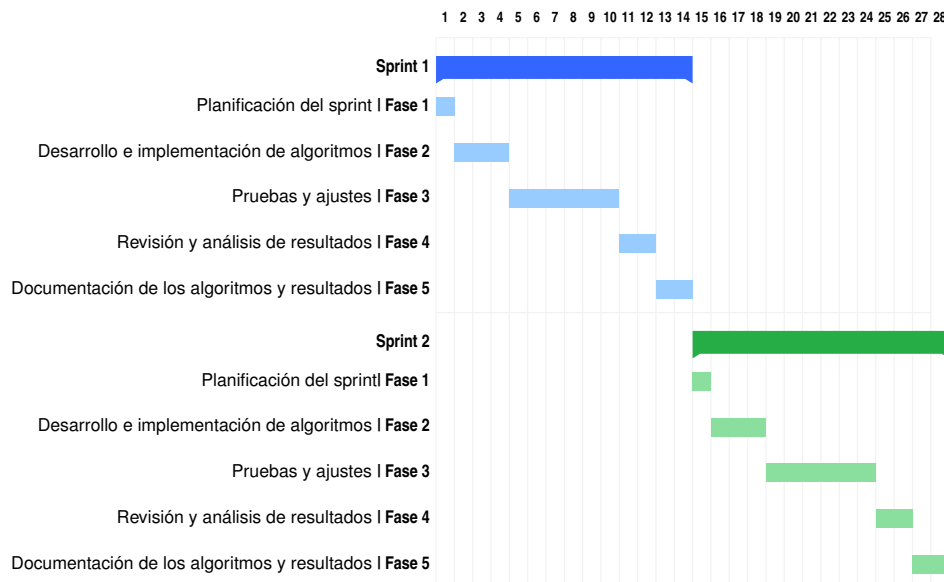 1 2 3 4 5 6 7 8 9 10 11 12 13 14 15 16 17 18 19 20 21 22 23 24 25 26 27 28
Sprint 1
Planificación del sprint | Fase 1
Desarrollo e implementación de algoritmos | Fase 2
Pruebas y ajustes | Fase 3
Revisión y análisis de resultados | Fase 4
Documentación de los algoritmos y resultados | Fase 5
Sprint 2
Planificación del sprint| Fase 1
Desarrollo e implementación de algoritmos | Fase 2
Pruebas y ajustes | Fase 3
Revisión y análisis de resultados | Fase 4
Documentación de los algoritmos y resultados | Fase 5